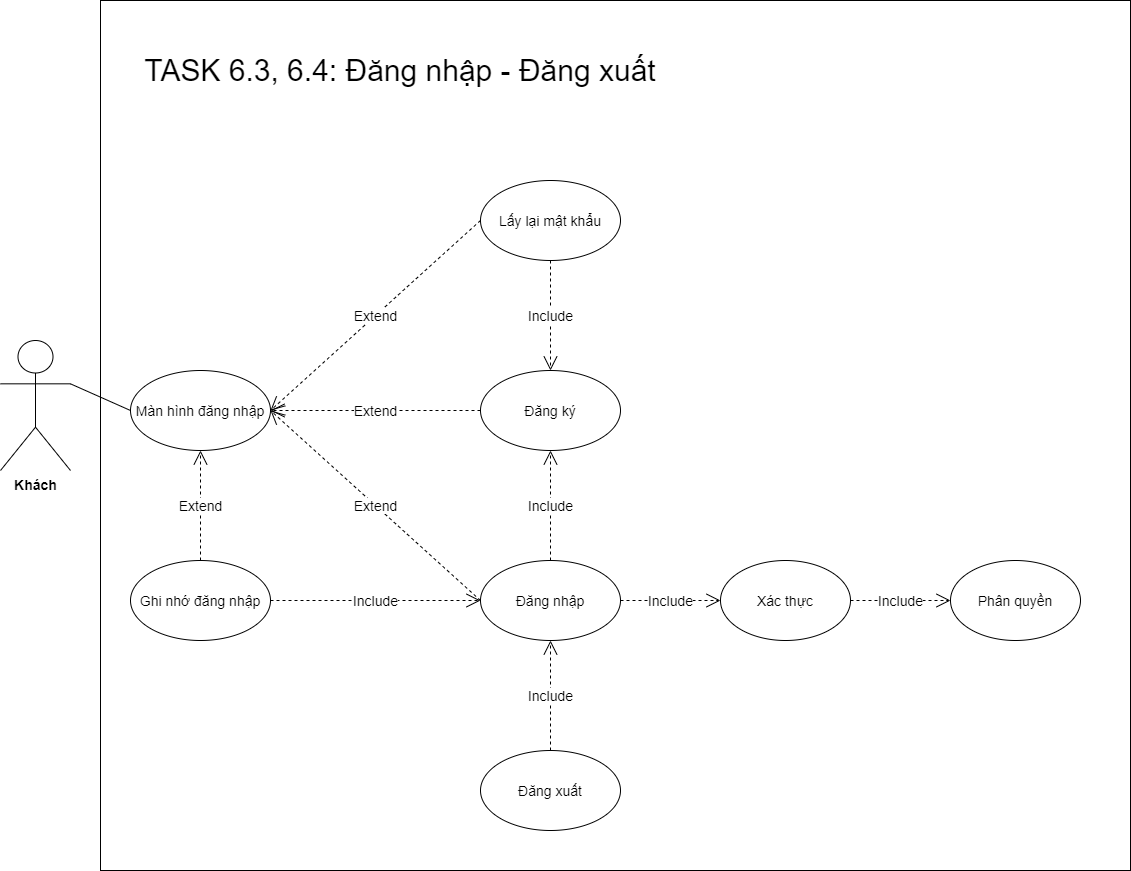 TASK 6.3, 6.4: Đăng nhập - Đăng xuất
Lấy lại mật khẩu
Extend
Include
Màn hình đăng nhập
Extend
Đăng ký
Khách
Extend
Extend
Include
Ghi nhớ đăng nhập
Include
Đăng nhập
Include
Xác thực
Include
Phân quyền
Include
Đăng xuất